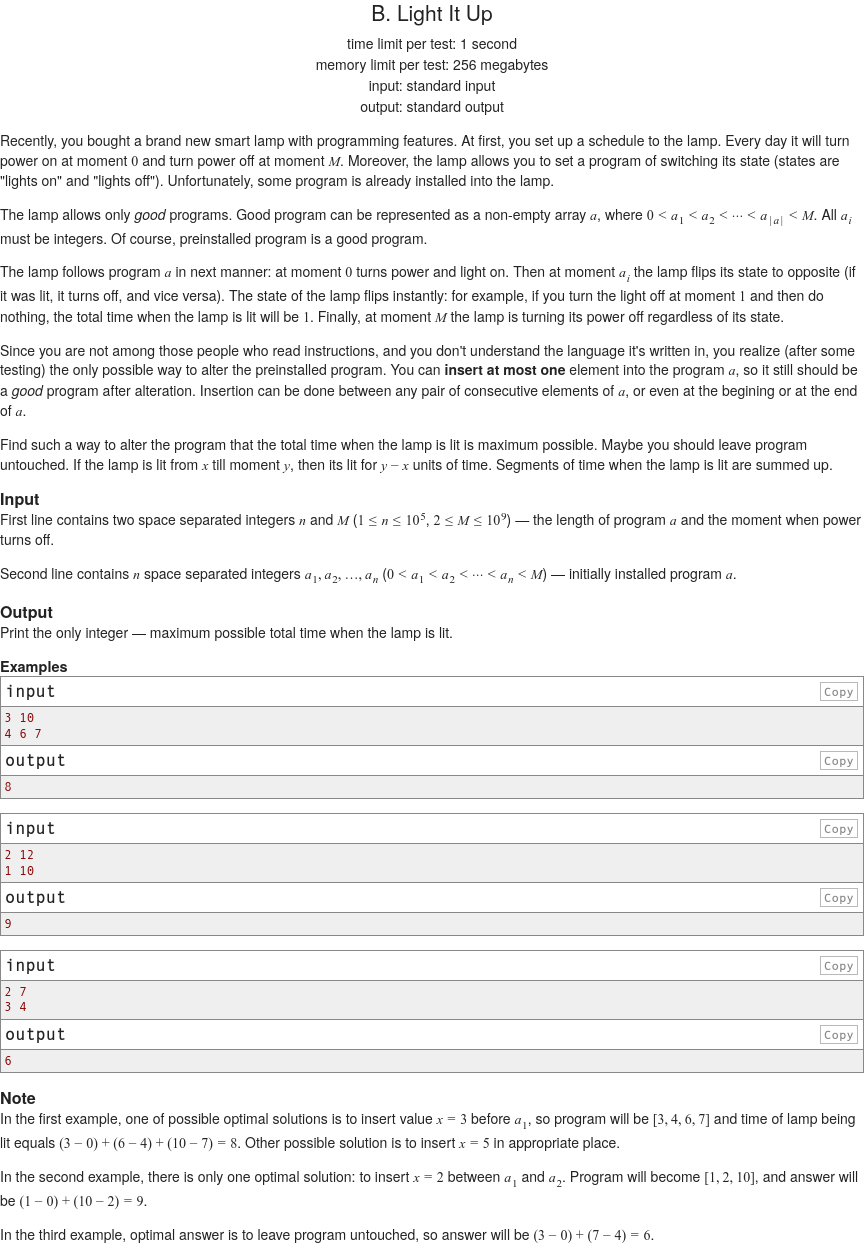 B. Light It Up
time limit per test: 1 second
memory limit per test: 256 megabytes
input: standard input
output: standard output
Recently, you bought a brand new smart lamp with programming features. At first, you set up a schedule to the lamp. Every day it will turn
power on at moment 0 and turn power off at moment M. Moreover, the lamp allows you to set a program of switching its state (states are
"lights on" and "lights off"). Unfortunately, some program is already installed into the lamp.
The lamp allows only good programs. Good program can be represented as a non-empty array a, where 0 < a₁ < a₂ < ··· < a_{|a|} < M. All a_i
must be integers. Of course, preinstalled program is a good program.
The lamp follows program a in next manner: at moment 0 turns power and light on. Then at moment a_i the lamp flips its state to opposite (if
it was lit, it turns off, and vice versa). The state of the lamp flips instantly: for example, if you turn the light off at moment 1 and then do
nothing, the total time when the lamp is lit will be 1. Finally, at moment M the lamp is turning its power off regardless of its state.
Since you are not among those people who read instructions, and you don't understand the language it's written in, you realize (after some
testing) the only possible way to alter the preinstalled program. You can insert at most one element into the program a, so it still should be
a good program after alteration. Insertion can be done between any pair of consecutive elements of a, or even at the begining or at the end
of a.
Find such a way to alter the program that the total time when the lamp is lit is maximum possible. Maybe you should leave program
untouched. If the lamp is lit from x till moment y, then its lit for y − x units of time. Segments of time when the lamp is lit are summed up.
Input
First line contains two space separated integers n and M (1 ≤ n ≤ 10⁵, 2 ≤ M ≤ 10⁹) — the length of program a and the moment when power
turns off.
Second line contains n space separated integers a₁, a₂, …, a_n (0 < a₁ < a₂ < ··· < a_n < M) — initially installed program a.
Output
Print the only integer — maximum possible total time when the lamp is lit.
Examples
input Copy
3 10
4 6 7
output Copy
8
input Copy
2 12
1 10
output Copy
9
input Copy
2 7
3 4
output Copy
6
Note
In the first example, one of possible optimal solutions is to insert value x = 3 before a₁, so program will be [3, 4, 6, 7] and time of lamp being
lit equals (3 − 0) + (6 − 4) + (10 − 7) = 8. Other possible solution is to insert x = 5 in appropriate place.
In the second example, there is only one optimal solution: to insert x = 2 between a₁ and a₂. Program will become [1, 2, 10], and answer will
be (1 − 0) + (10 − 2) = 9.
In the third example, optimal answer is to leave program untouched, so answer will be (3 − 0) + (7 − 4) = 6.